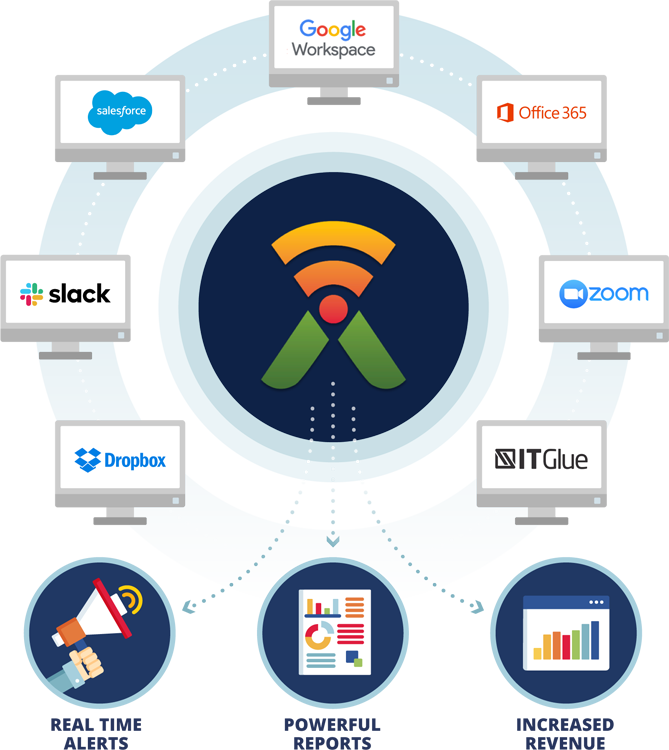 Google
Workspace
salesforce
Office 365
slack
zoom
Dropbox
ITGlue
REAL TIME
ALERTS
POWERFUL
REPORTS
INCREASED
REVENUE